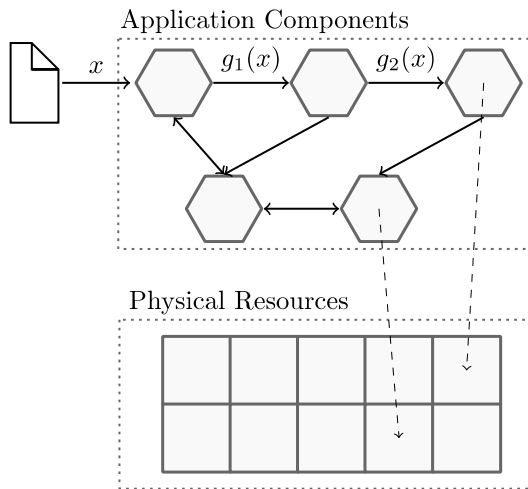 Application Components
x
g₁(x)
g₂(x)
Physical Resources